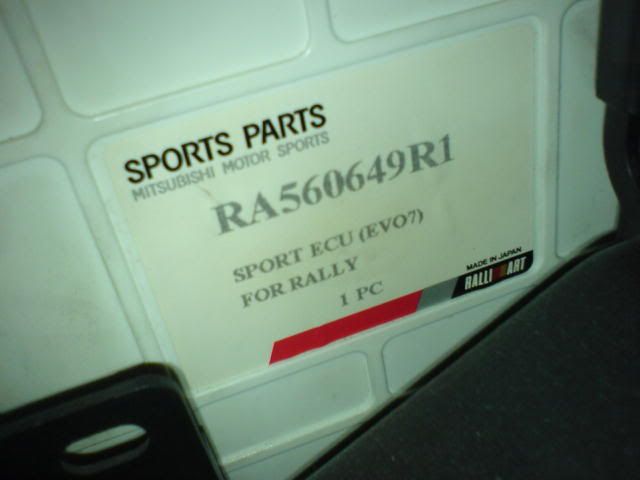 SPORTS PARTS
MITSUBISHI MOTOR SPORTS
RA560649R1
SPORT ECU (EVO7)
FOR RALLY
1 PC
MADE IN JAPAN
RALLIART